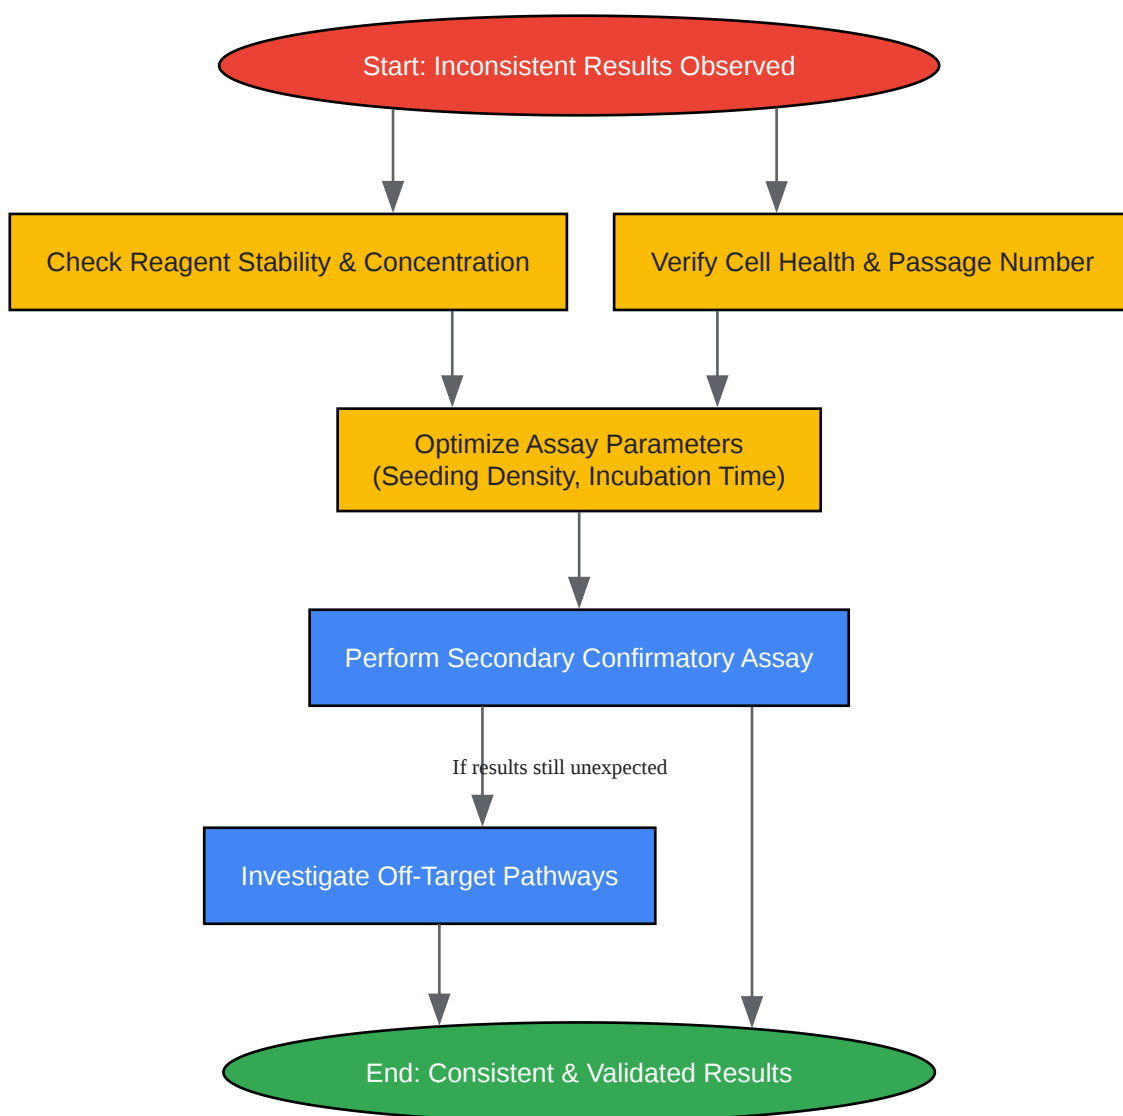 Start: Inconsistent Results Observed
Check Reagent Stability & Concentration
Verify Cell Health & Passage Number
Optimize Assay Parameters
(Seeding Density, Incubation Time)
Perform Secondary Confirmatory Assay
If results still unexpected
Investigate Off-Target Pathways
End: Consistent & Validated Results